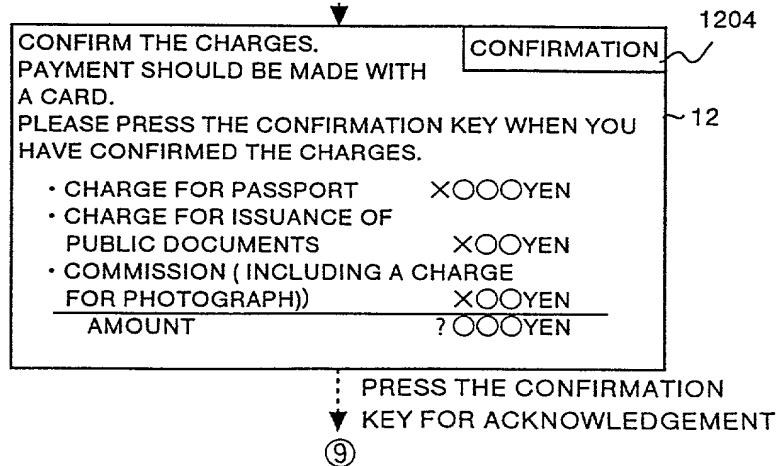 1204
CONFIRM THE CHARGES.
CONFIRMATION
PAYMENT SHOULD BE MADE WITH
A CARD.
12
PLEASE PRESS THE CONFIRMATION KEY WHEN YOU
HAVE CONFIRMED THE CHARGES.
・CHARGE FOR PASSPORT ×○○○YEN
・CHARGE FOR ISSUANCE OF
PUBLIC DOCUMENTS ×○○YEN
・COMMISSION ( INCLUDING A CHARGE
FOR PHOTOGRAPH)) ×○○YEN
AMOUNT ?○○○YEN
PRESS THE CONFIRMATION
KEY FOR ACKNOWLEDGEMENT
⑨